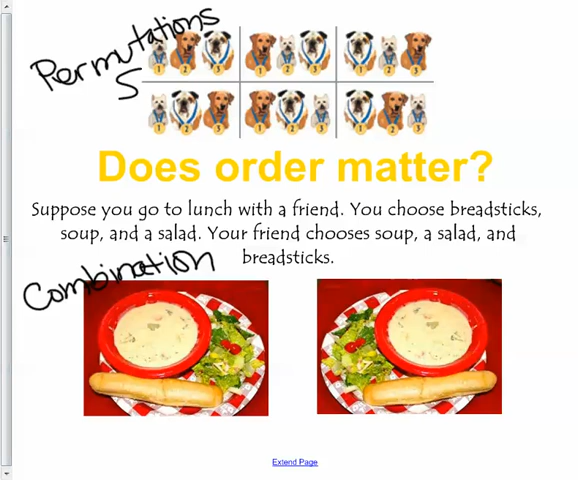 Permutations
Does order matter?
Suppose you go to lunch with a friend. You choose breadsticks,
soup, and a salad. Your friend chooses soup, a salad, and
breadsticks.
Combination
Extend Page